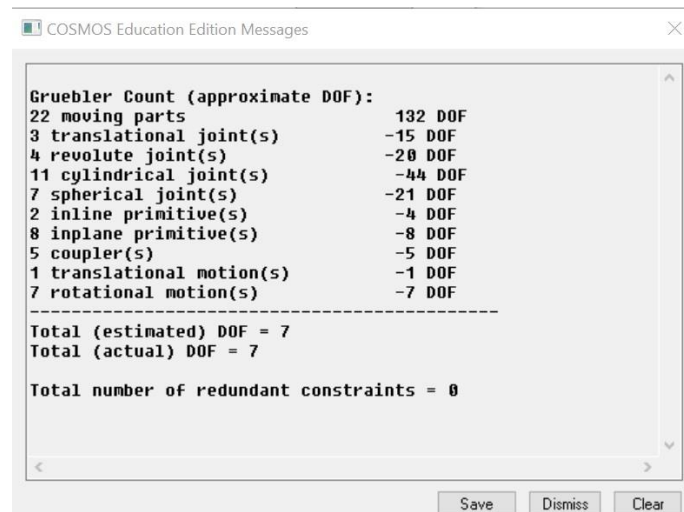 COSMOS Education Edition Messages
Gruebler Count (approximate DOF):
22 moving parts 132 DOF
3 translational joint(s) -15 DOF
4 revolute joint(s) -20 DOF
11 cylindrical joint(s) -44 DOF
7 spherical joint(s) -21 DOF
2 inline primitive(s) -4 DOF
8 inplane primitive(s) -8 DOF
5 coupler(s) -5 DOF
1 translational motion(s) -1 DOF
7 rotational motion(s) -7 DOF
-----------------------------------------------
Total (estimated) DOF = 7
Total (actual) DOF = 7
Total number of redundant constraints = 0
Save Dismiss Clear